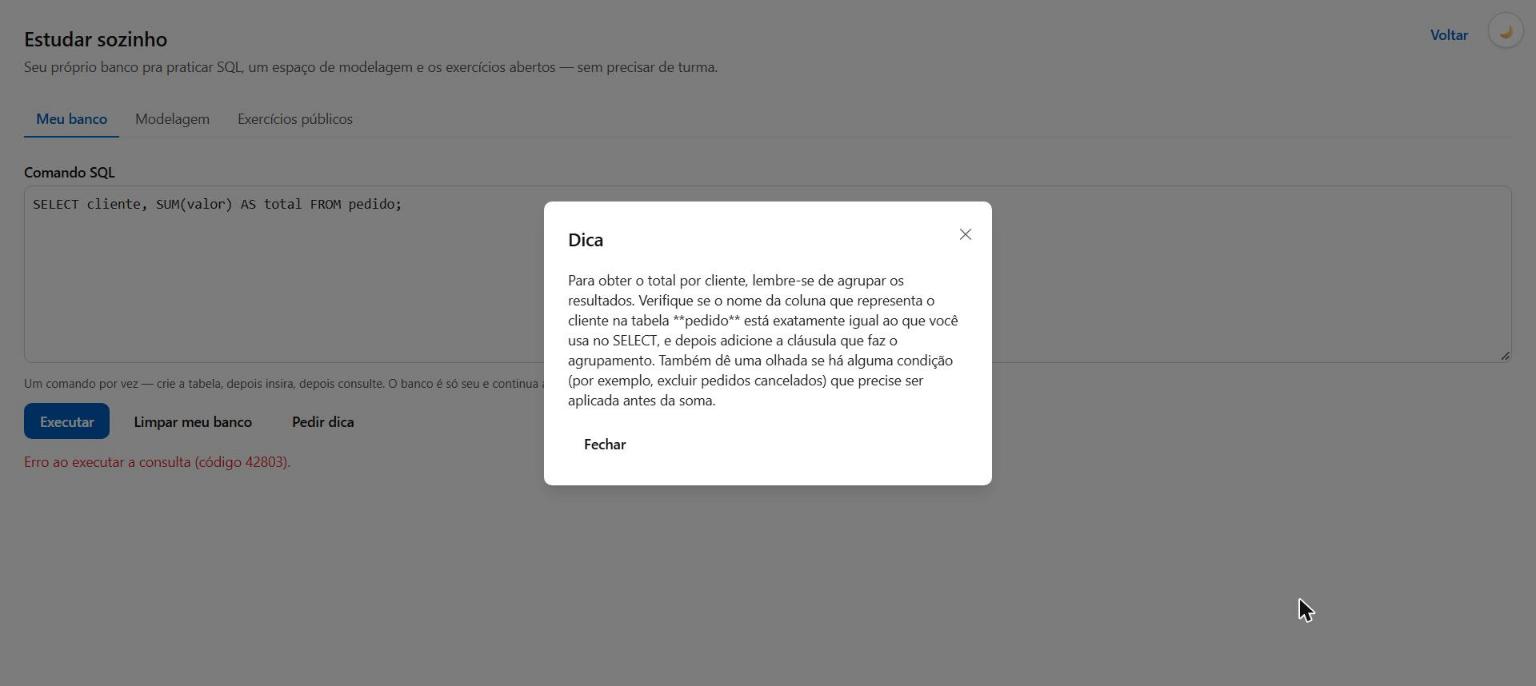 Estudar sozinho
Voltar
Seu próprio banco pra praticar SQL, um espaço de modelagem e os exercícios abertos — sem precisar de turma.
Meu banco
Modelagem
Exercícios públicos
Comando SQL
SELECT cliente, SUM(valor) AS total FROM pedido;
Dica
Para obter o total por cliente, lembre-se de agrupar os
resultados. Verifique se o nome da coluna que representa o
cliente na tabela **pedido** está exatamente igual ao que você
usa no SELECT, e depois adicione a cláusula que faz o
agrupamento. Também dê uma olhada se há alguma condição
(por exemplo, excluir pedidos cancelados) que precise ser
aplicada antes da soma.
Fechar
Um comando por vez — crie a tabela, depois insira, depois consulte. O banco é só seu e continua
Executar
Limpar meu banco
Pedir dica
Erro ao executar a consulta (código 42803).